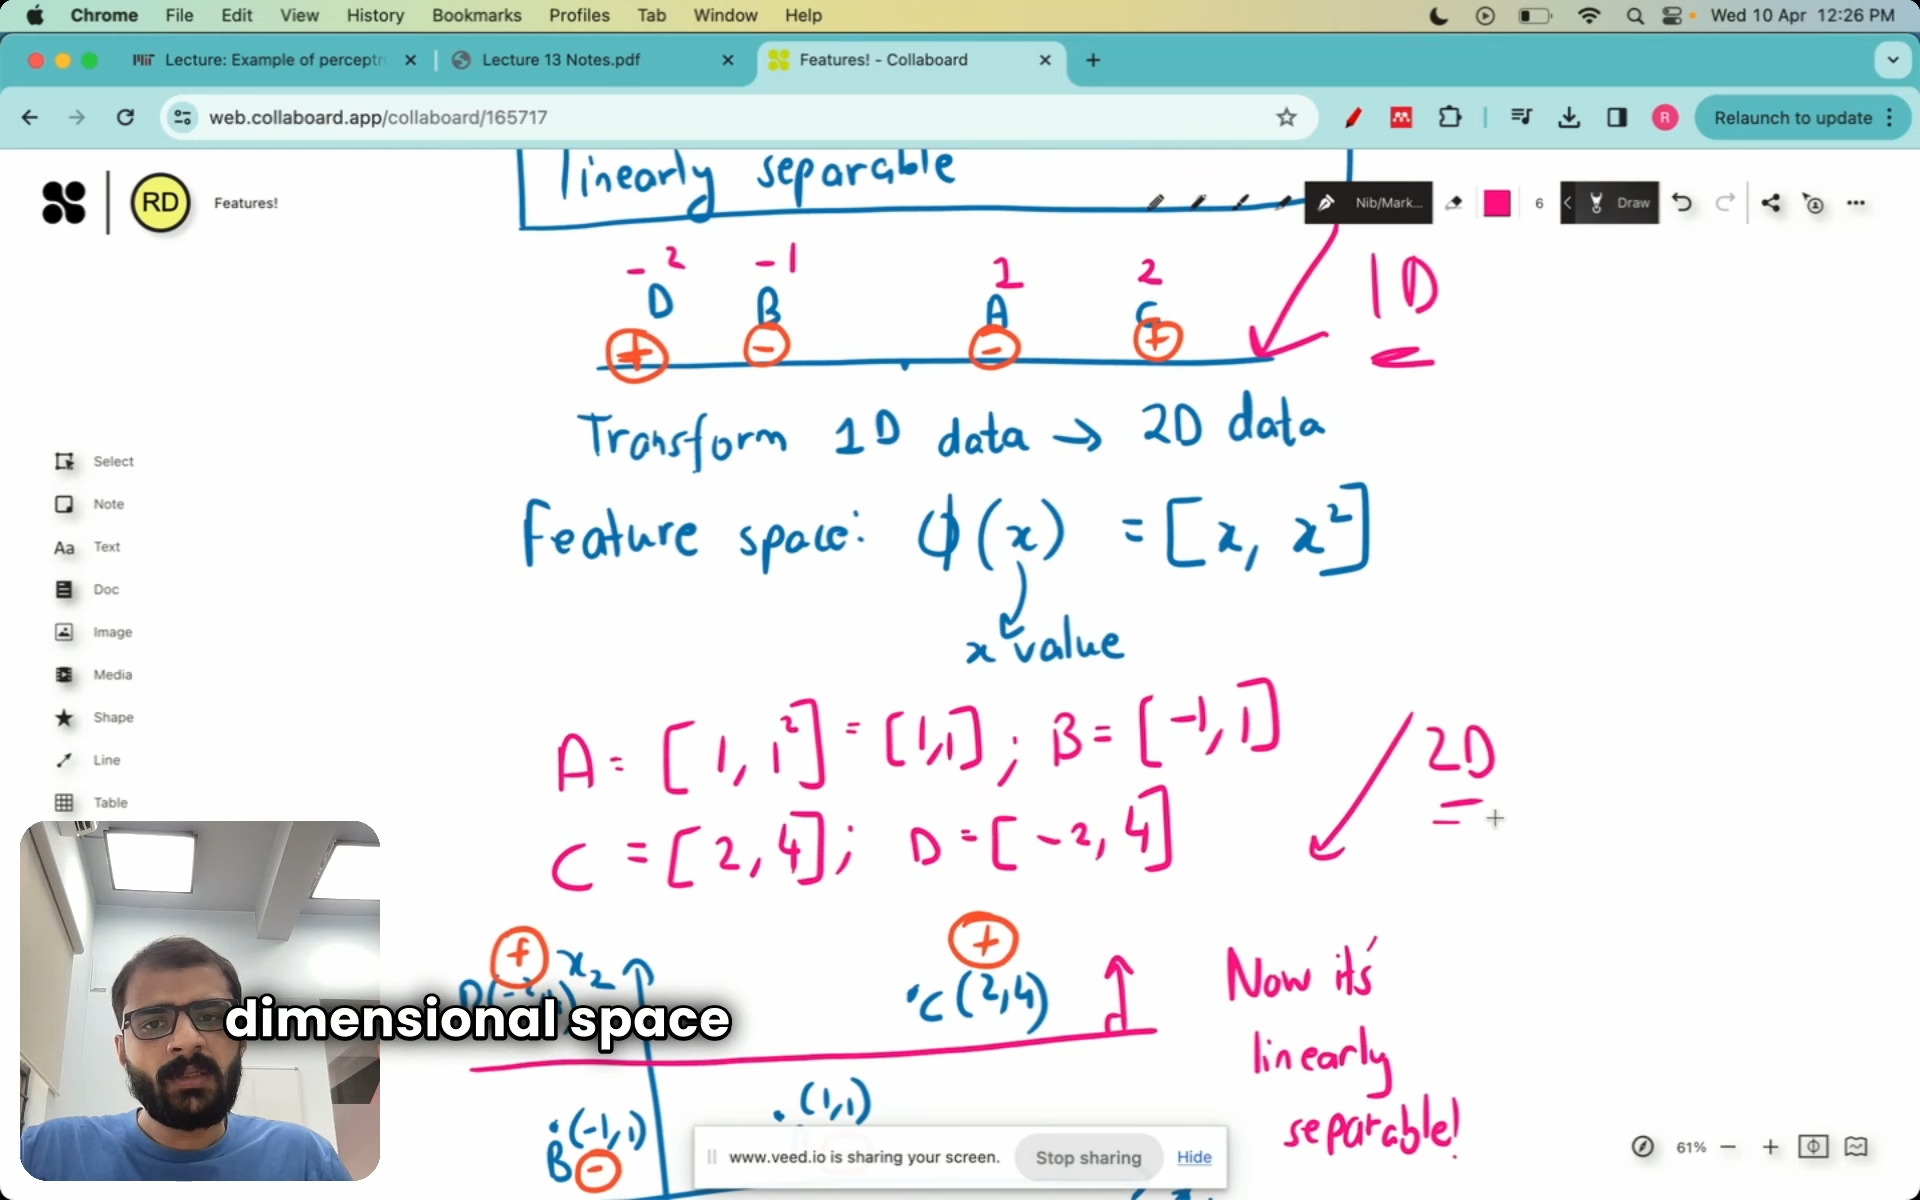 Chrome File Edit View History Bookmarks Profiles Tab Window Help Wed 10 Apr 12:26 PM
Lecture: Example of perceptr Lecture 13 Notes.pdf Features! - Collaboard
web.collaboard.app/collaboard/165717 R Relaunch to update
RD Features! Nib/Mark... 6 Draw
linearly separable
-2 -1 1 2 1D
D B A C
+ - - +
Transform 1D data → 2D data
Feature space: ϕ(x) = [x, x²]
x value
A = [1, 1²] = [1,1]; B = [-1, 1]
C = [2, 4]; D = [-2, 4]
2D
Select
Note
Aa Text
Doc
Image
Media
Shape
Line
Table
+ x₂ +
C(2,4)
Now it's
linearly
separable!
dimensional space
(1,1)
(-1,1)
B -
www.veed.io is sharing your screen. Stop sharing Hide
61%